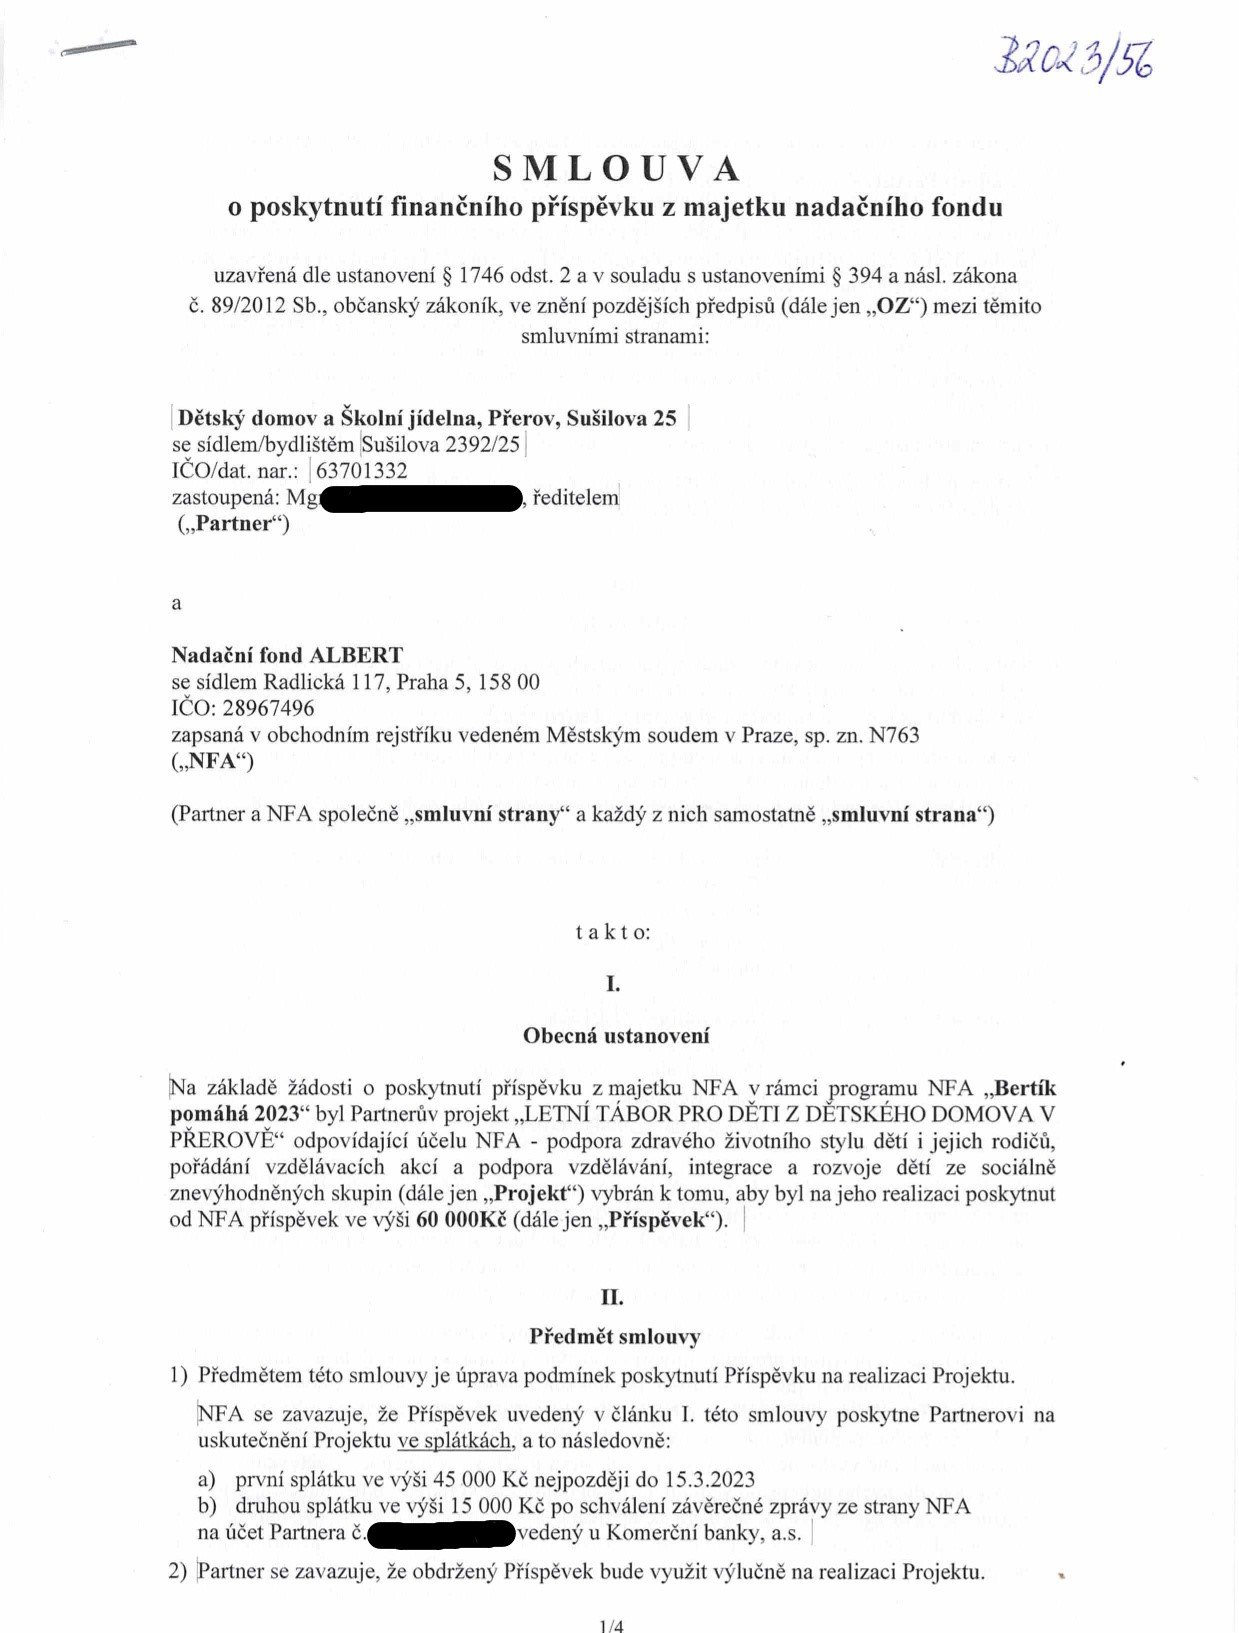 B2023/56
S M L O U V A
o poskytnutí finančního příspěvku z majetku nadačního fondu
uzavřená dle ustanovení § 1746 odst. 2 a v souladu s ustanoveními § 394 a násl. zákona
č. 89/2012 Sb., občanský zákoník, ve znění pozdějších předpisů (dále jen „OZ“) mezi těmito
smluvními stranami:
Dětský domov a Školní jídelna, Přerov, Sušilova 25
se sídlem/bydlištěm Sušilova 2392/25
IČO/dat. nar.: 63701332
zastoupená: Mg , ředitelem
(„Partner“)
a
Nadační fond ALBERT
se sídlem Radlická 117, Praha 5, 158 00
IČO: 28967496
zapsaná v obchodním rejstříku vedeném Městským soudem v Praze, sp. zn. N763
(„NFA“)
(Partner a NFA společně „smluvní strany“ a každý z nich samostatně „smluvní strana“)
t a k t o:
I.
Obecná ustanovení
Na základě žádosti o poskytnutí příspěvku z majetku NFA v rámci programu NFA „Bertík
pomáhá 2023“ byl Partnerův projekt „LETNÍ TÁBOR PRO DĚTI Z DĚTSKÉHO DOMOVA V
PŘEROVĚ“ odpovídající účelu NFA - podpora zdravého životního stylu dětí i jejich rodičů,
pořádání vzdělávacích akcí a podpora vzdělávání, integrace a rozvoje dětí ze sociálně
znevýhodněných skupin (dále jen „Projekt“) vybrán k tomu, aby byl na jeho realizaci poskytnut
od NFA příspěvek ve výši 60 000Kč (dále jen „Příspěvek“).
II.
Předmět smlouvy
1) Předmětem této smlouvy je úprava podmínek poskytnutí Příspěvku na realizaci Projektu.
NFA se zavazuje, že Příspěvek uvedený v článku I. této smlouvy poskytne Partnerovi na
uskutečnění Projektu ve splátkách, a to následovně:
a) první splátku ve výši 45 000 Kč nejpozději do 15.3.2023
b) druhou splátku ve výši 15 000 Kč po schválení závěrečné zprávy ze strany NFA
na účet Partnera č. vedený u Komerční banky, a.s.
2) Partner se zavazuje, že obdržený Příspěvek bude využit výlučně na realizaci Projektu.
1/4